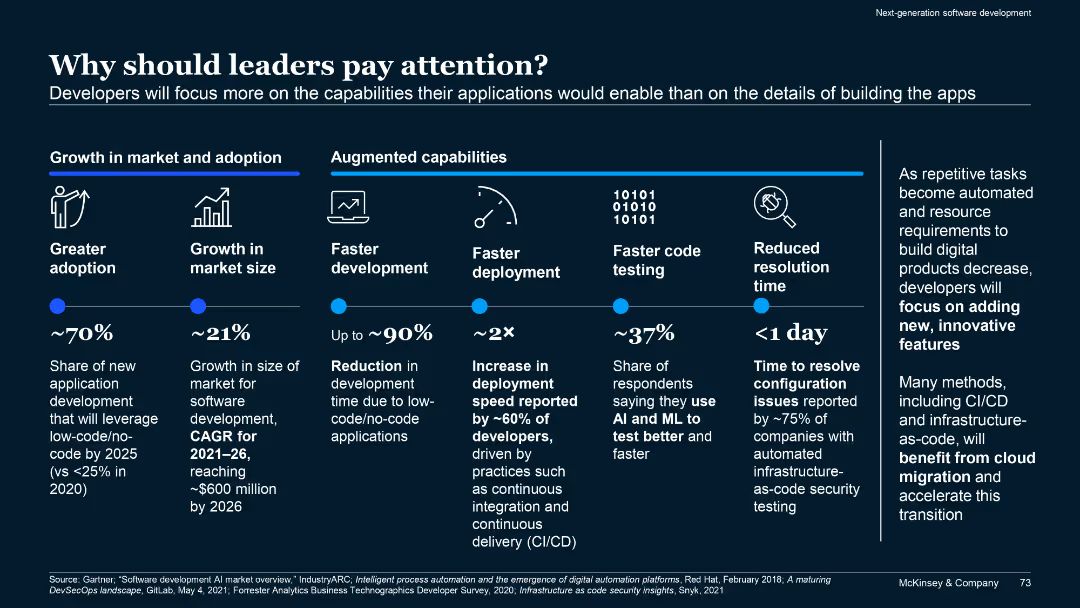 Next-generation software development
Why should leaders pay attention?
Developers will focus more on the capabilities their applications would enable than on the details of building the apps
Growth in market and adoption
Greater
adoption
~70%
Share of new
application
development
that will leverage
low-code/no-
code by 2025
(vs <25% in
2020)
Growth in
market size
~21%
Growth in size of
market for
software
development,
CAGR for
2021–26,
reaching
~$600 million
by 2026
Augmented capabilities
Faster
development
Up to ~90%
Reduction in
development
time due to low-
code/no-code
applications
Faster
deployment
~2×
Increase in
deployment
speed reported
by ~60% of
developers,
driven by
practices such
as continuous
integration and
continuous
delivery (CI/CD)
10101
01010
10101
Faster code
testing
~37%
Share of
respondents
saying they use
AI and ML to
test better and
faster
Reduced
resolution
time
<1 day
Time to resolve
configuration
issues reported
by ~75% of
companies with
automated
infrastructure-
as-code security
testing
As repetitive tasks
become automated
and resource
requirements to
build digital
products decrease,
developers will
focus on adding
new, innovative
features
Many methods,
including CI/CD
and infrastructure-
as-code, will
benefit from cloud
migration and
accelerate this
transition
Source: Gartner; “Software development AI market overview,” IndustryARC; Intelligent process automation and the emergence of digital automation platforms, Red Hat, February 2018; A maturing
DevSecOps landscape, GitLab, May 4, 2021; Forrester Analytics Business Technographics Developer Survey, 2020; Infrastructure as code security insights, Snyk, 2021
McKinsey & Company 73